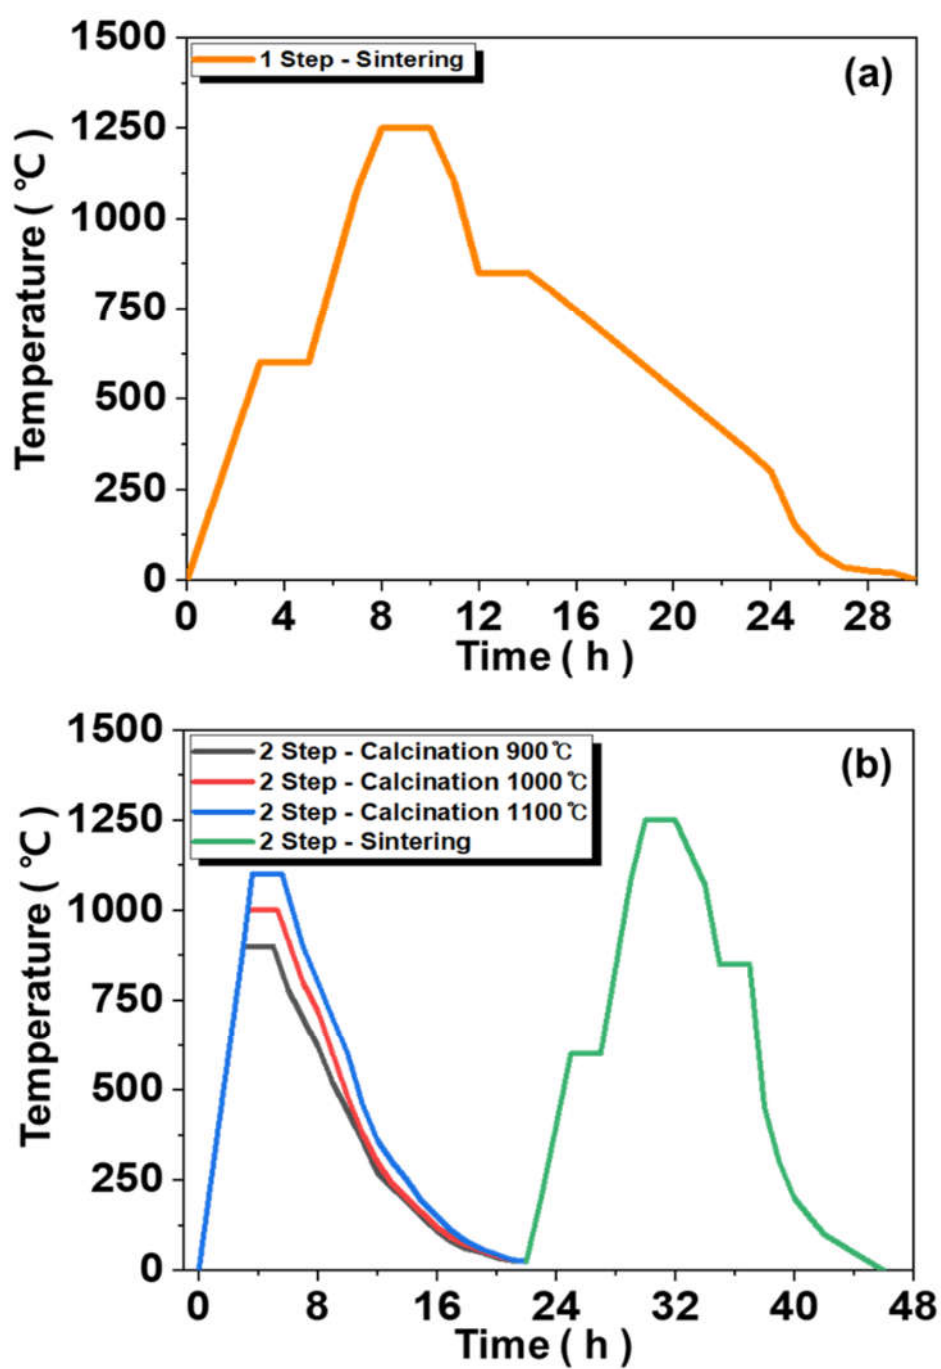 1500
1 Step - Sintering
(a)
1250
1000
750
500
250
0
Temperature ( ℃ )
0 4 8 12 16 20 24 28
Time ( h )
1500
2 Step - Calcination 900℃
2 Step - Calcination 1000℃
2 Step - Calcination 1100℃
2 Step - Sintering
(b)
1250
1000
750
500
250
0
Temperature ( ℃ )
0 8 16 24 32 40 48
Time ( h )